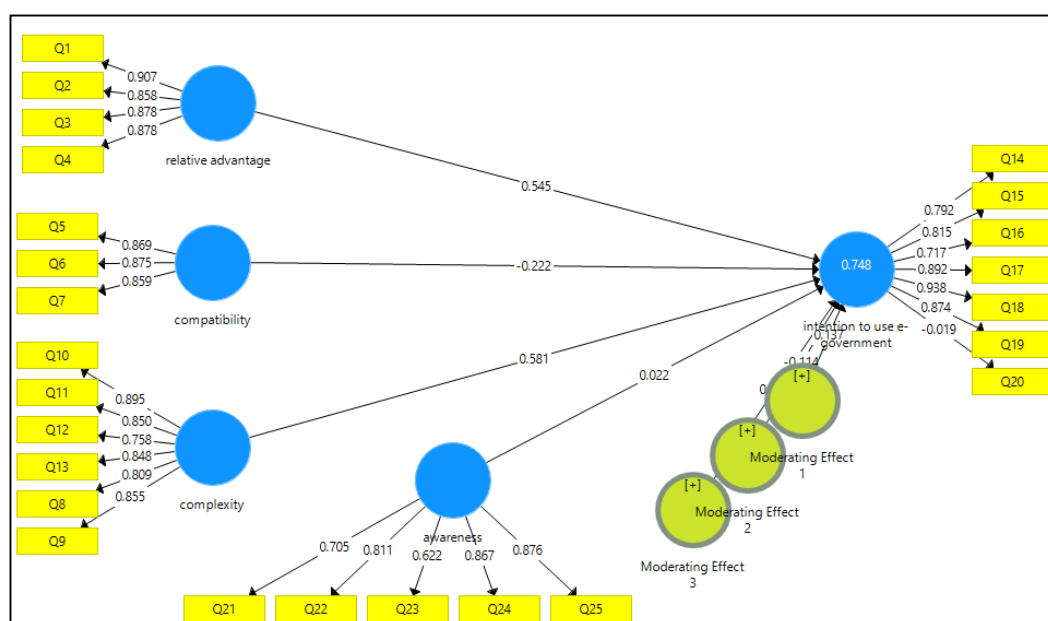 Q1
0.907
Q2
0.858
Q3
0.878
Q4
0.878
relative advantage
0.545
Q5
0.869
Q6
0.875
Q7
0.859
compatibility
-0.222
Q10
0.895
Q11
0.850
Q12
0.758
Q13
0.848
Q8
0.809
Q9
0.855
complexity
0.581
0.022
awareness
0.705
0.811
0.622
0.867
0.876
Q21
Q22
Q23
Q24
Q25
0.748
intention to use e-
government
Q14
0.792
Q15
0.815
Q16
0.717
Q17
0.892
Q18
0.938
Q19
0.874
Q20
-0.019
0.137
-0.114
[+]
Moderating Effect
1
[+]
Moderating Effect
2
[+]
Moderating Effect
3